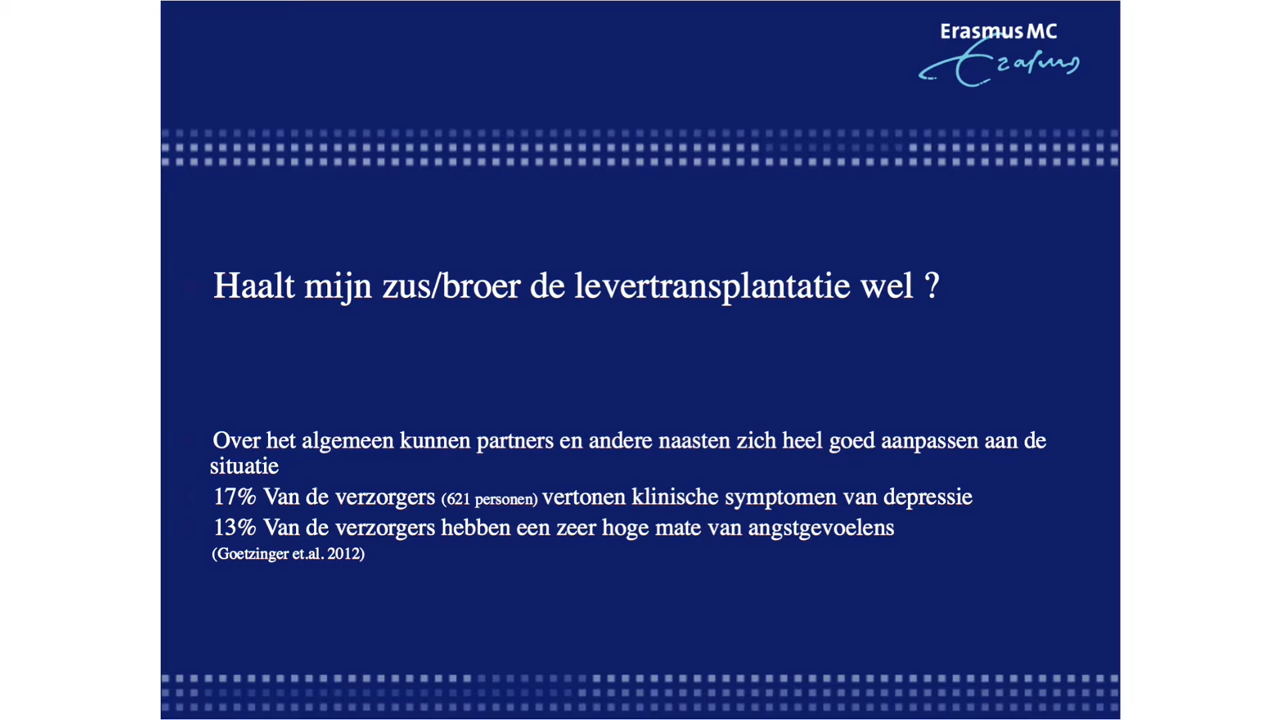 Erasmus MC
Erasmus
Haalt mijn zus/broer de levertransplantatie wel ?
Over het algemeen kunnen partners en andere naasten zich heel goed aanpassen aan de
situatie
17% Van de verzorgers (621 personen) vertonen klinische symptomen van depressie
13% Van de verzorgers hebben een zeer hoge mate van angstgevoelens
(Goetzinger et.al. 2012)